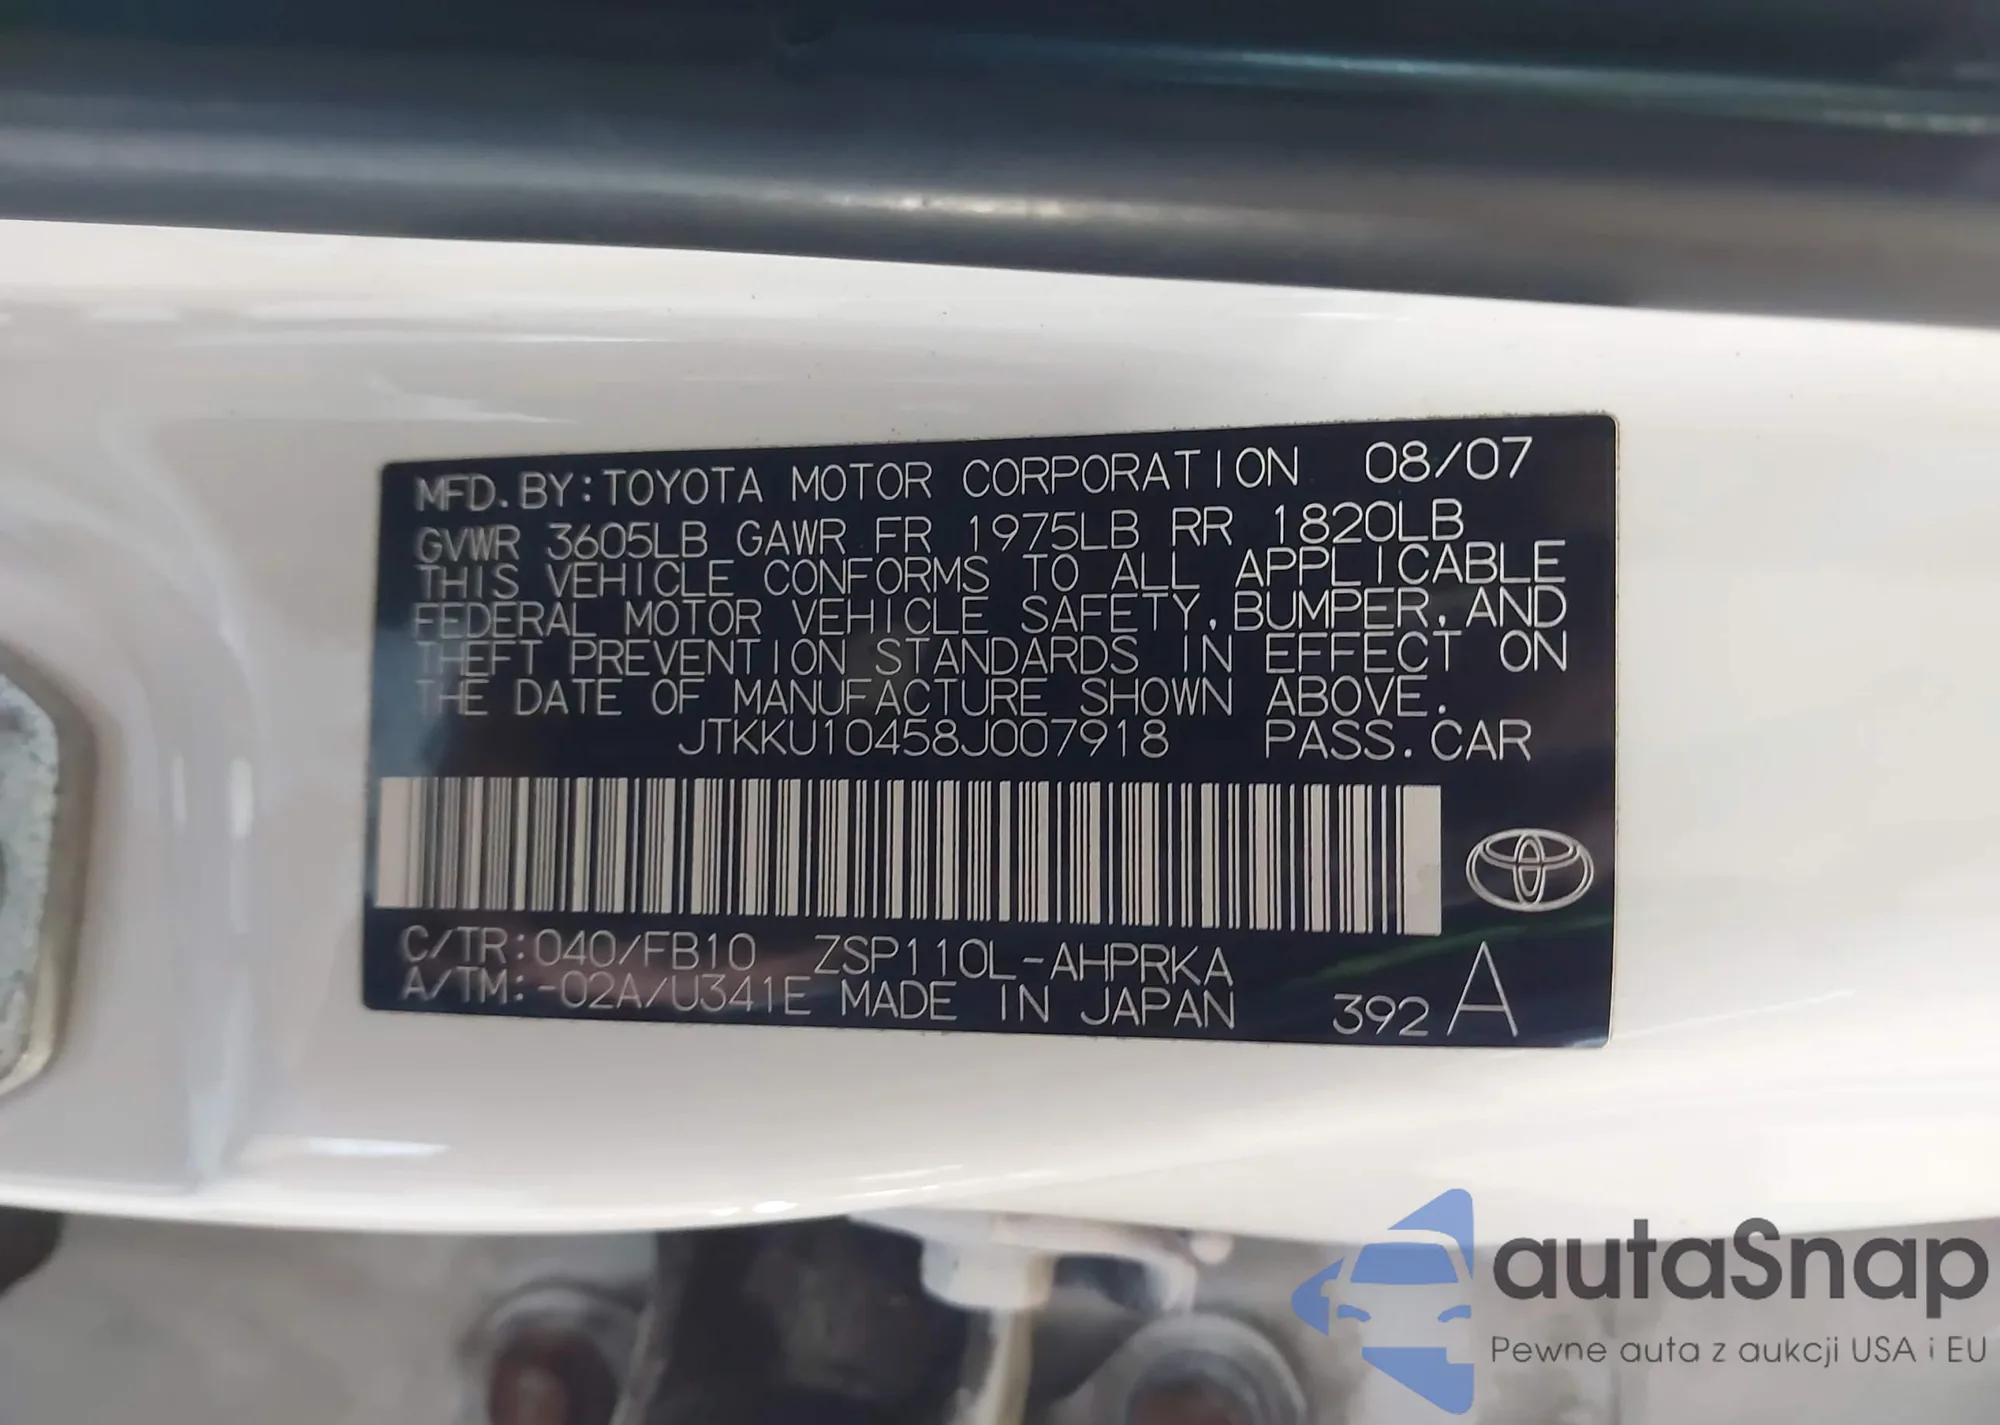 MFD.BY:TOYOTA MOTOR CORPORATION 08/07
GVWR 3605LB GAWR FR 1975LB RR 1820LB
THIS VEHICLE CONFORMS TO ALL APPLICABLE
FEDERAL MOTOR VEHICLE SAFETY,BUMPER,AND
THEFT PREVENTION STANDARDS IN EFFECT ON
THE DATE OF MANUFACTURE SHOWN ABOVE.
JTKKU10458J007918 PASS.CAR
C/TR:040/FB10 ZSP110L-AHPRKA
A/TM:-02A/U341E MADE IN JAPAN 392 A
autaSnap
Pewne auta z aukcji USA i EU